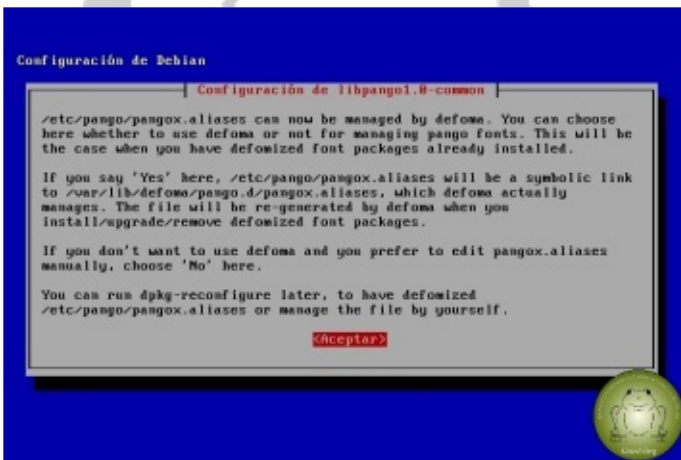 Configuración de Debian
Configuración de libpango1.0-common
/etc/pango/pangox.aliases can now be managed by defoma. You can choose
here whether to use defoma or not for managing pango fonts. This will be
the case when you have defomized font packages already installed.
If you say 'Yes' here, /etc/pango/pangox.aliases will be a symbolic link
to /var/lib/defoma/pango.d/pangox.aliases, which defoma actually
manages. The file will be re-generated by defoma when you
install/upgrade/remove defomized font packages.
If you don't want to use defoma and you prefer to edit pangox.aliases
manually, choose 'No' here.
You can run dpkg-reconfigure later, to have defomized
/etc/pango/pangox.aliases or manage the file by yourself.
<Aceptar>